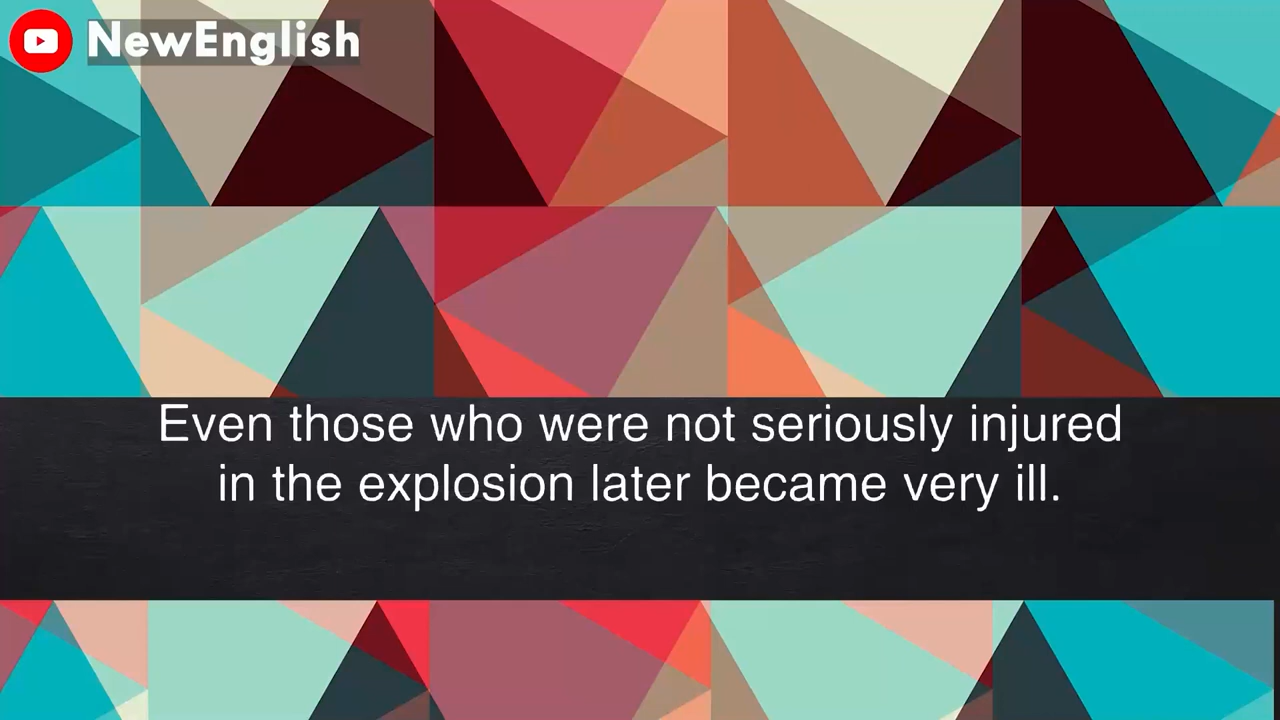 NewEnglish
Even those who were not seriously injured
in the explosion later became very ill.